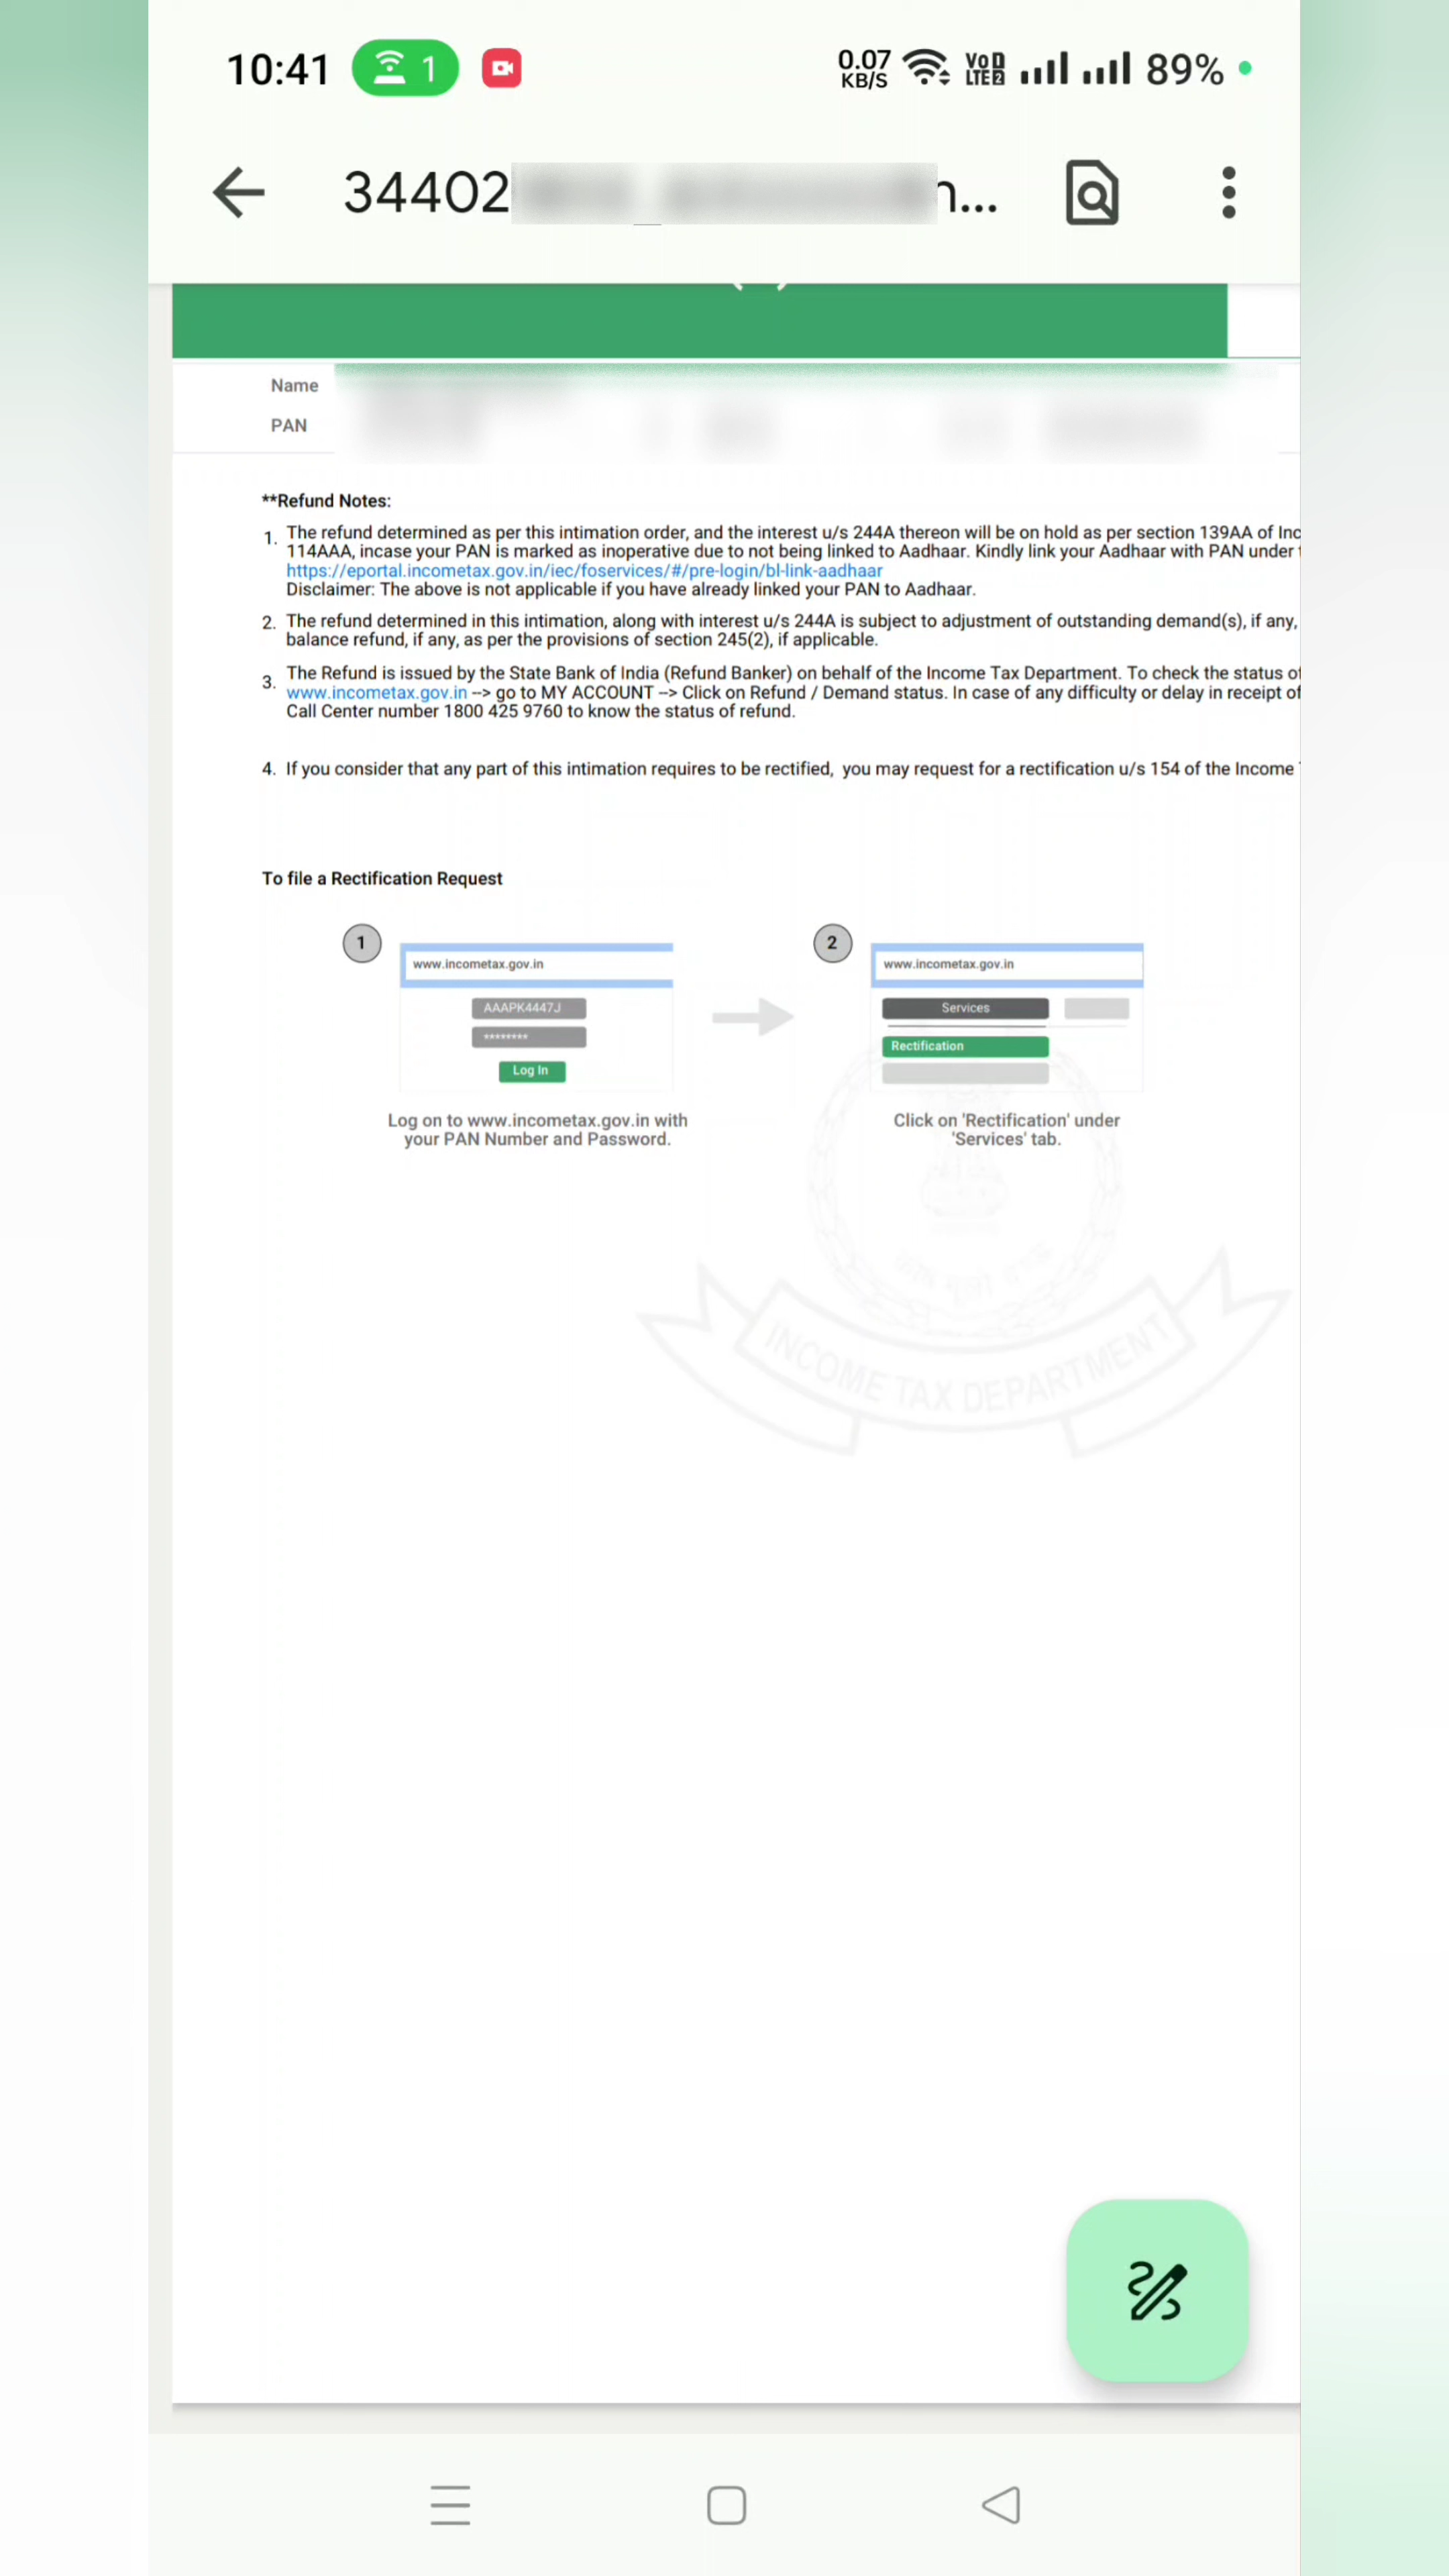 10:41 1 0.07 KB/S VoD LTE 2 89%
34402 n...
Name
PAN
**Refund Notes:
1. The refund determined as per this intimation order, and the interest u/s 244A thereon will be on hold as per section 139AA of Inc
114AAA, incase your PAN is marked as inoperative due to not being linked to Aadhaar. Kindly link your Aadhaar with PAN under
https://eportal.incometax.gov.in/iec/foservices/#/pre-login/bl-link-aadhaar
Disclaimer: The above is not applicable if you have already linked your PAN to Aadhaar.
2. The refund determined in this intimation, along with interest u/s 244A is subject to adjustment of outstanding demand(s), if any,
balance refund, if any, as per the provisions of section 245(2), if applicable.
3. The Refund is issued by the State Bank of India (Refund Banker) on behalf of the Income Tax Department. To check the status of
www.incometax.gov.in --> go to MY ACCOUNT --> Click on Refund / Demand status. In case of any difficulty or delay in receipt of
Call Center number 1800 425 9760 to know the status of refund.
4. If you consider that any part of this intimation requires to be rectified, you may request for a rectification u/s 154 of the Income
To file a Rectification Request
1
www.incometax.gov.in
AAAPK4447J
********
Log In
Log on to www.incometax.gov.in with
your PAN Number and Password.
2
www.incometax.gov.in
Services
Rectification
Click on 'Rectification' under
'Services' tab.
INCOME TAX DEPARTMENT